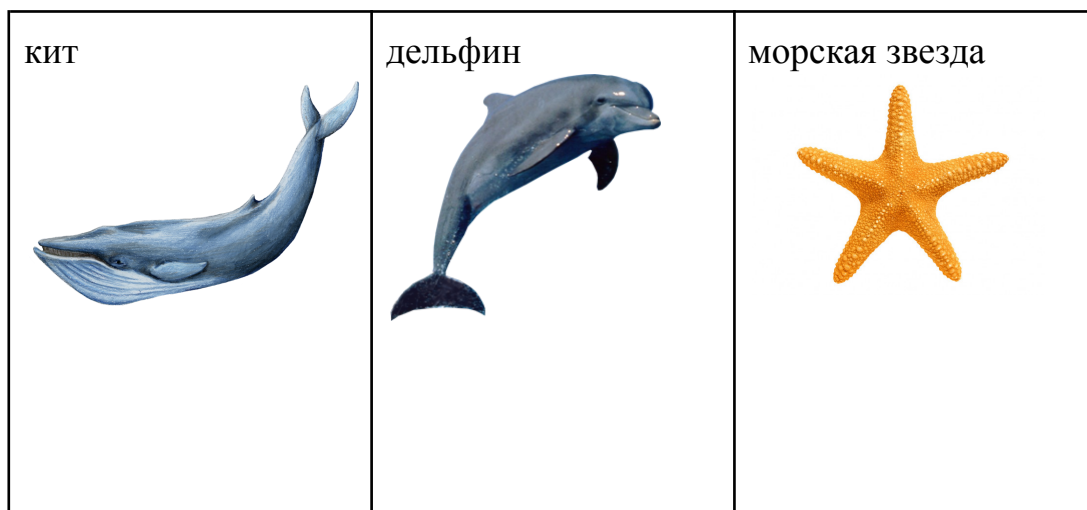 кит
дельфин
морская звезда